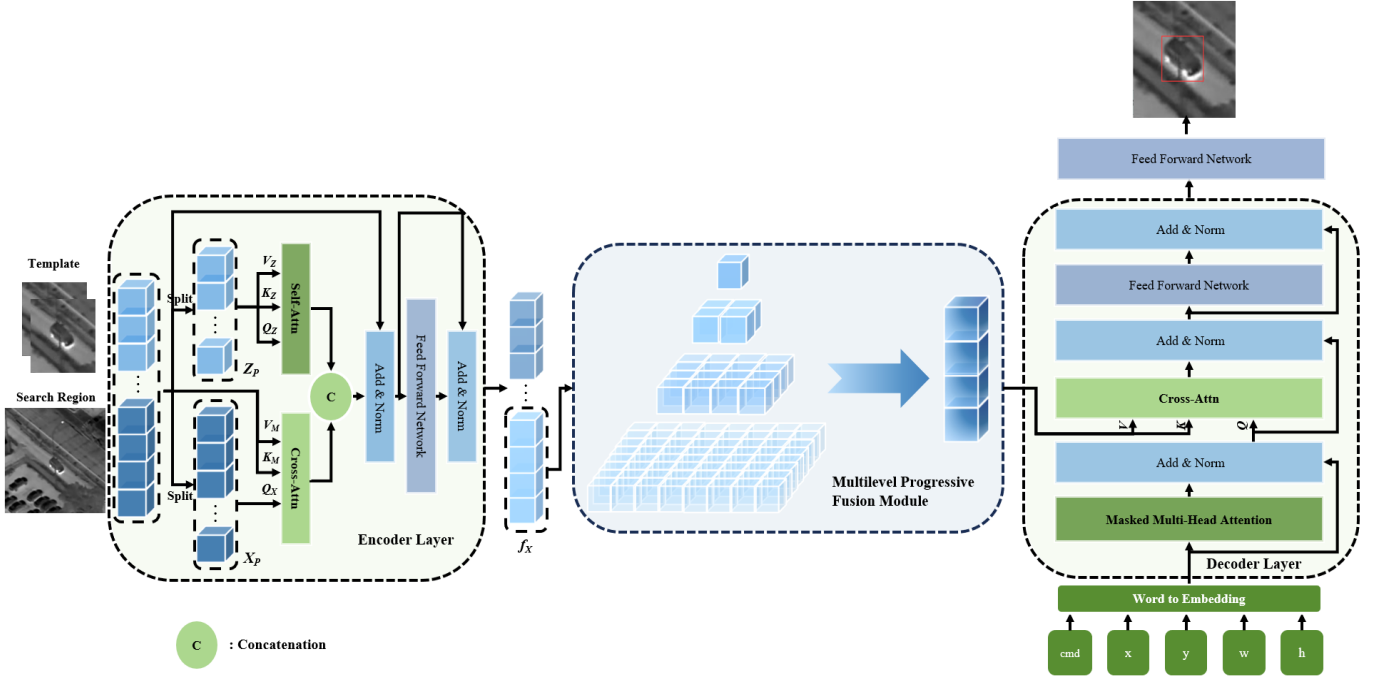 Template
Search Region
Split
Split
Z_P
X_P
V_Z
K_Z
Q_Z
V_M
K_M
Q_X
Self-Attn
Cross-Attn
C
Add & Norm
Feed Forward Network
Add & Norm
Encoder Layer
f_X
C
: Concatenation
Multilevel Progressive
Fusion Module
Feed Forward Network
Add & Norm
Feed Forward Network
Add & Norm
Cross-Attn
V
K
Q
Add & Norm
Masked Multi-Head Attention
Decoder Layer
Word to Embedding
cmd
x
y
w
h